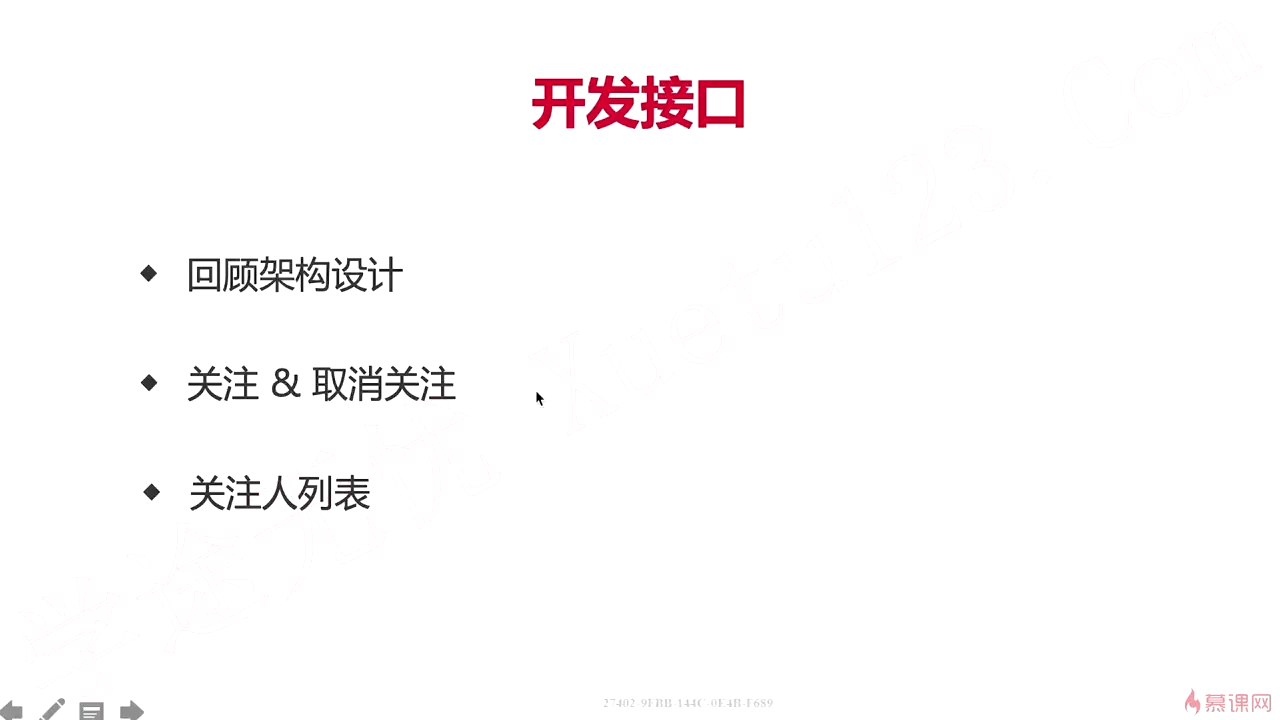 开发接口
回顾架构设计
关注 & 取消关注
关注人列表
慕课网